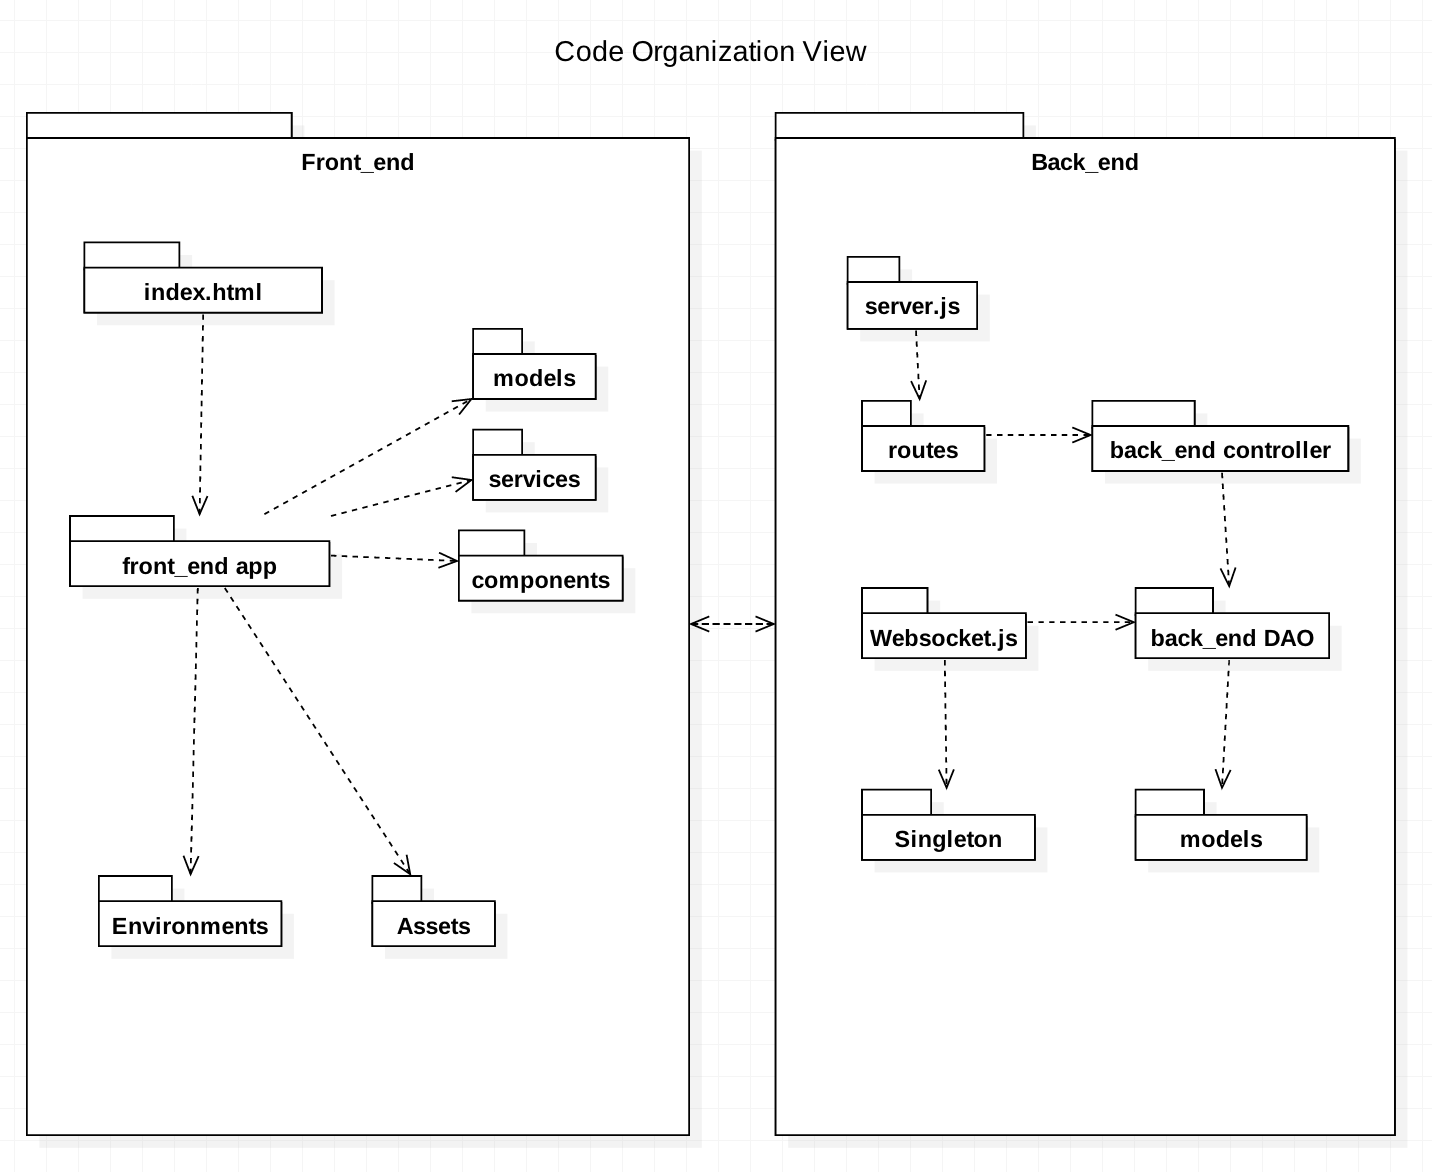 Code Organization View
Front_end
index.html
models
services
front_end app
components
Environments
Assets
Back_end
server.js
routes
back_end controller
Websocket.js
back_end DAO
Singleton
models